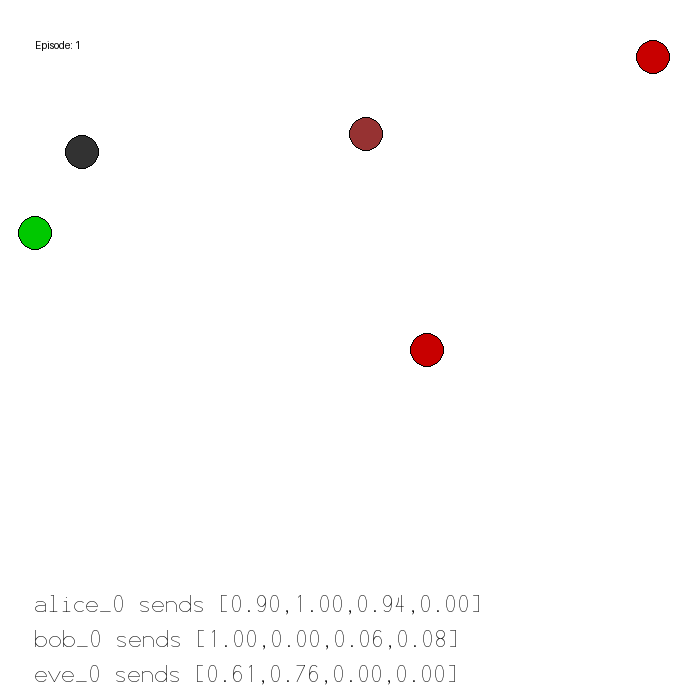 Episode: 1
alice_0 sends [0.90,1.00,0.94,0.00]
bob_0 sends [1.00,0.00,0.06,0.08]
eve_0 sends [0.61,0.76,0.00,0.00]